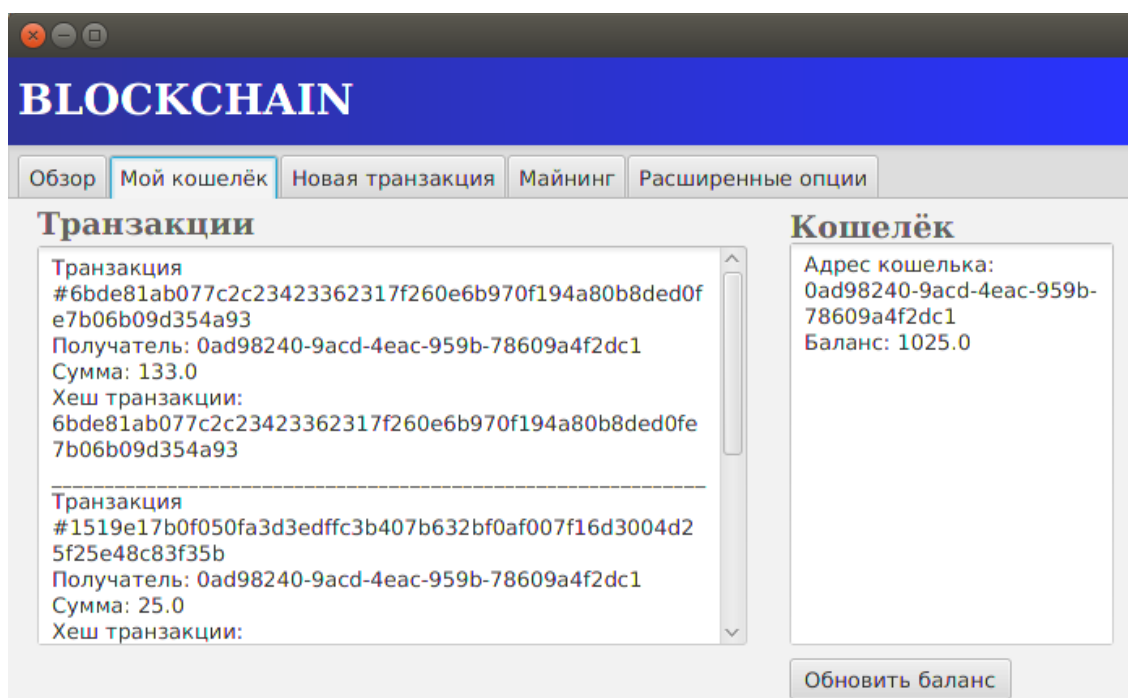 BLOCKCHAIN
Обзор
Мой кошелёк
Новая транзакция
Майнинг
Расширенные опции
Транзакции
Транзакция
#6bde81ab077c2c23423362317f260e6b970f194a80b8ded0f
e7b06b09d354a93
Получатель: 0ad98240-9acd-4eac-959b-78609a4f2dc1
Сумма: 133.0
Хеш транзакции:
6bde81ab077c2c23423362317f260e6b970f194a80b8ded0fe
7b06b09d354a93
Транзакция
#1519e17b0f050fa3d3edffc3b407b632bf0af007f16d3004d2
5f25e48c83f35b
Получатель: 0ad98240-9acd-4eac-959b-78609a4f2dc1
Сумма: 25.0
Хеш транзакции:
Кошелёк
Адрес кошелька:
0ad98240-9acd-4eac-959b-
78609a4f2dc1
Баланс: 1025.0
Обновить баланс